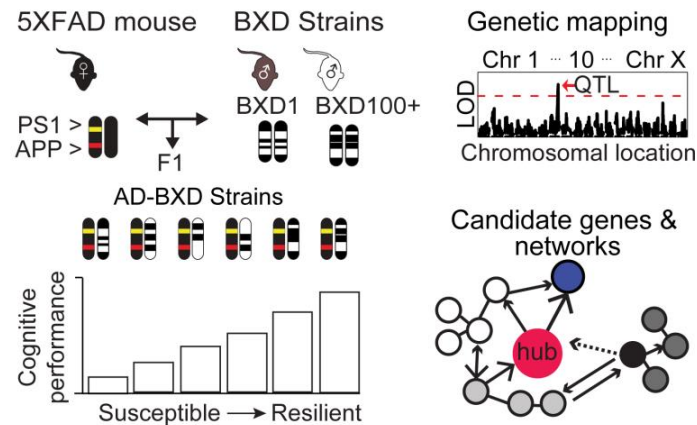 5XFAD mouse
BXD Strains
♀
♂
♂
BXD1
BXD100+
PS1 >
APP >
F1
AD-BXD Strains
Cognitive
performance
Susceptible → Resilient
Genetic mapping
Chr 1 ... 10 ... Chr X
LOD
←QTL
Chromosomal location
Candidate genes &
networks
hub